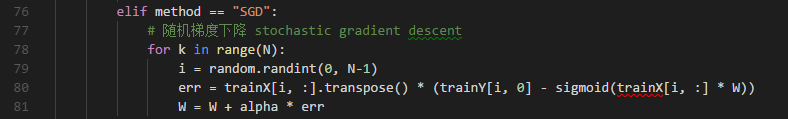 76 elif method == "SGD":
77 # 随机梯度下降 stochastic gradient descent
78 for k in range(N):
79 i = random.randint(0, N-1)
80 err = trainX[i, :].transpose() * (trainY[i, 0] - sigmoid(trainX[i, :] * W))
81 W = W + alpha * err